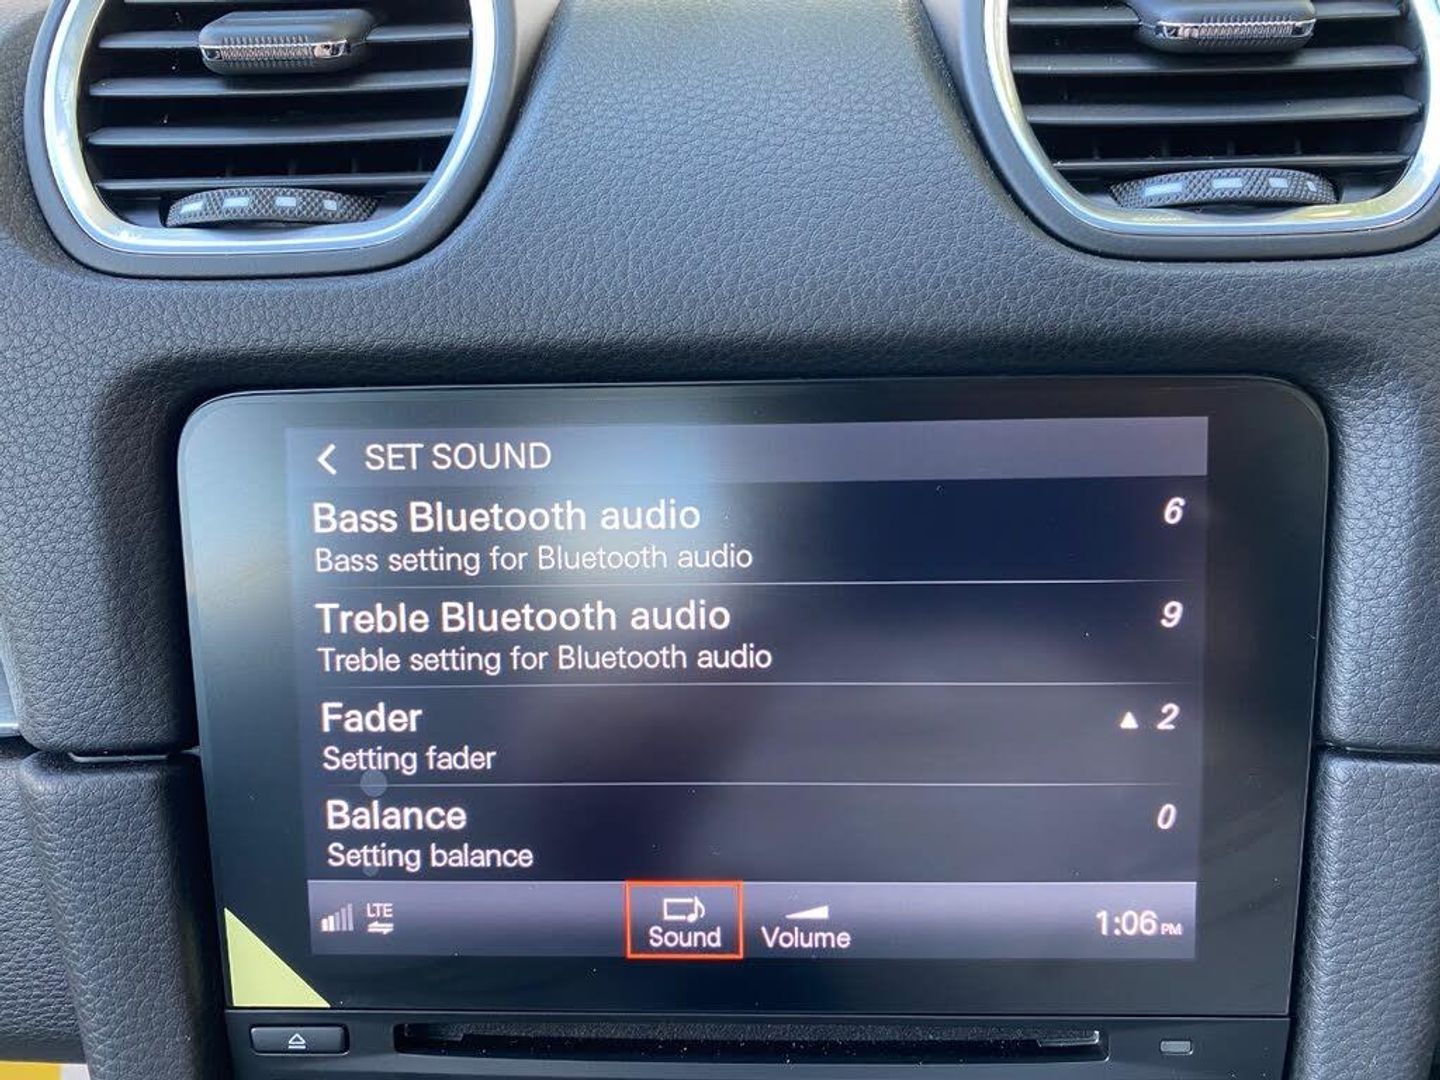 SET SOUND
Bass Bluetooth audio 6
Bass setting for Bluetooth audio
Treble Bluetooth audio 9
Treble setting for Bluetooth audio
Fader ▲ 2
Setting fader
Balance 0
Setting balance
LTE Sound Volume 1:06 PM